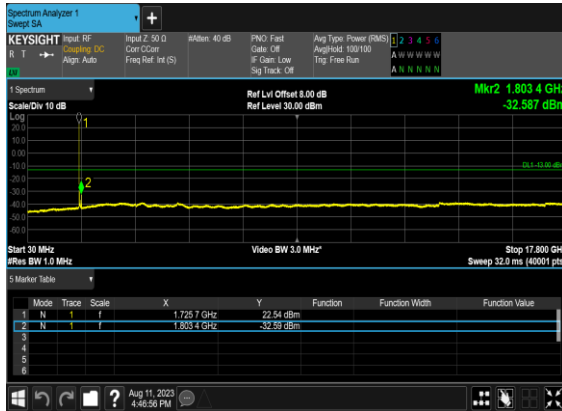 Spectrum Analyzer 1
Swept SA
+
KEYSIGHT Input: RF Input Z: 50 Ω #Atten: 40 dB PNO: Fast Avg Type: Power (RMS) 1 2 3 4 5 6
R T Coupling: DC Corr CCorr Gate: Off Avg|Hold: 100/100 A W W W W W
Align: Auto Freq Ref: Int (S) IF Gain: Low Trig: Free Run
LXI Sig Track: Off A N N N N N
1 Spectrum Ref Lvl Offset 8.00 dB Mkr2 1.803 4 GHz
Scale/Div 10 dB Ref Level 30.00 dBm -32.587 dBm
Log
1
20.0
10.0
0.00
-10.0
DL1 -13.00 dBm
-20.0
2
-30.0
-40.0
-50.0
-60.0
Start 30 MHz Video BW 3.0 MHz* Stop 17.800 GHz
#Res BW 1.0 MHz Sweep 32.0 ms (40001 pts)
5 Marker Table
Mode Trace Scale X Y Function Function Width Function Value
1 N 1 f 1.725 7 GHz 22.54 dBm
2 N 1 f 1.803 4 GHz -32.59 dBm
3
4
5
6
? Aug 11, 2023
4:46:56 PM